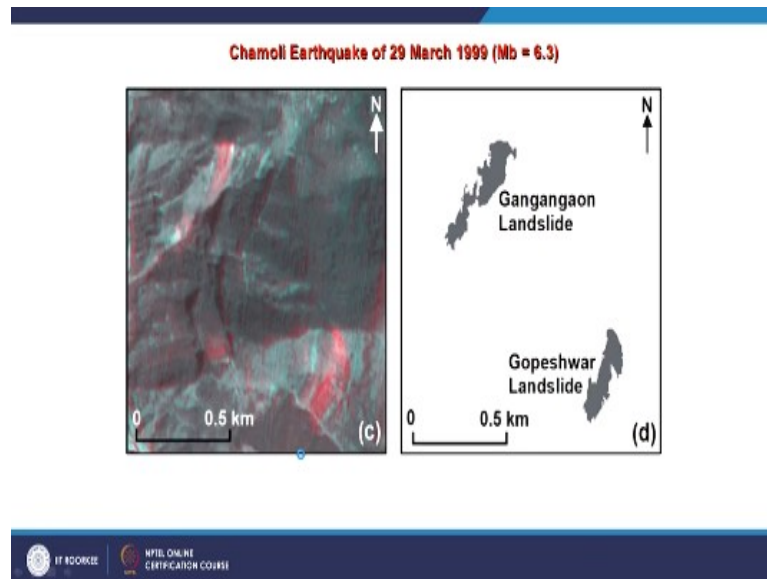 Chamoli Earthquake of 29 March 1999 (Mb = 6.3)
N
0 0.5 km
(c)
N
Gangangaon
Landslide
Gopeshwar
Landslide
0 0.5 km
(d)
IIT ROORKEE
NPTEL ONLINE
CERTIFICATION COURSE